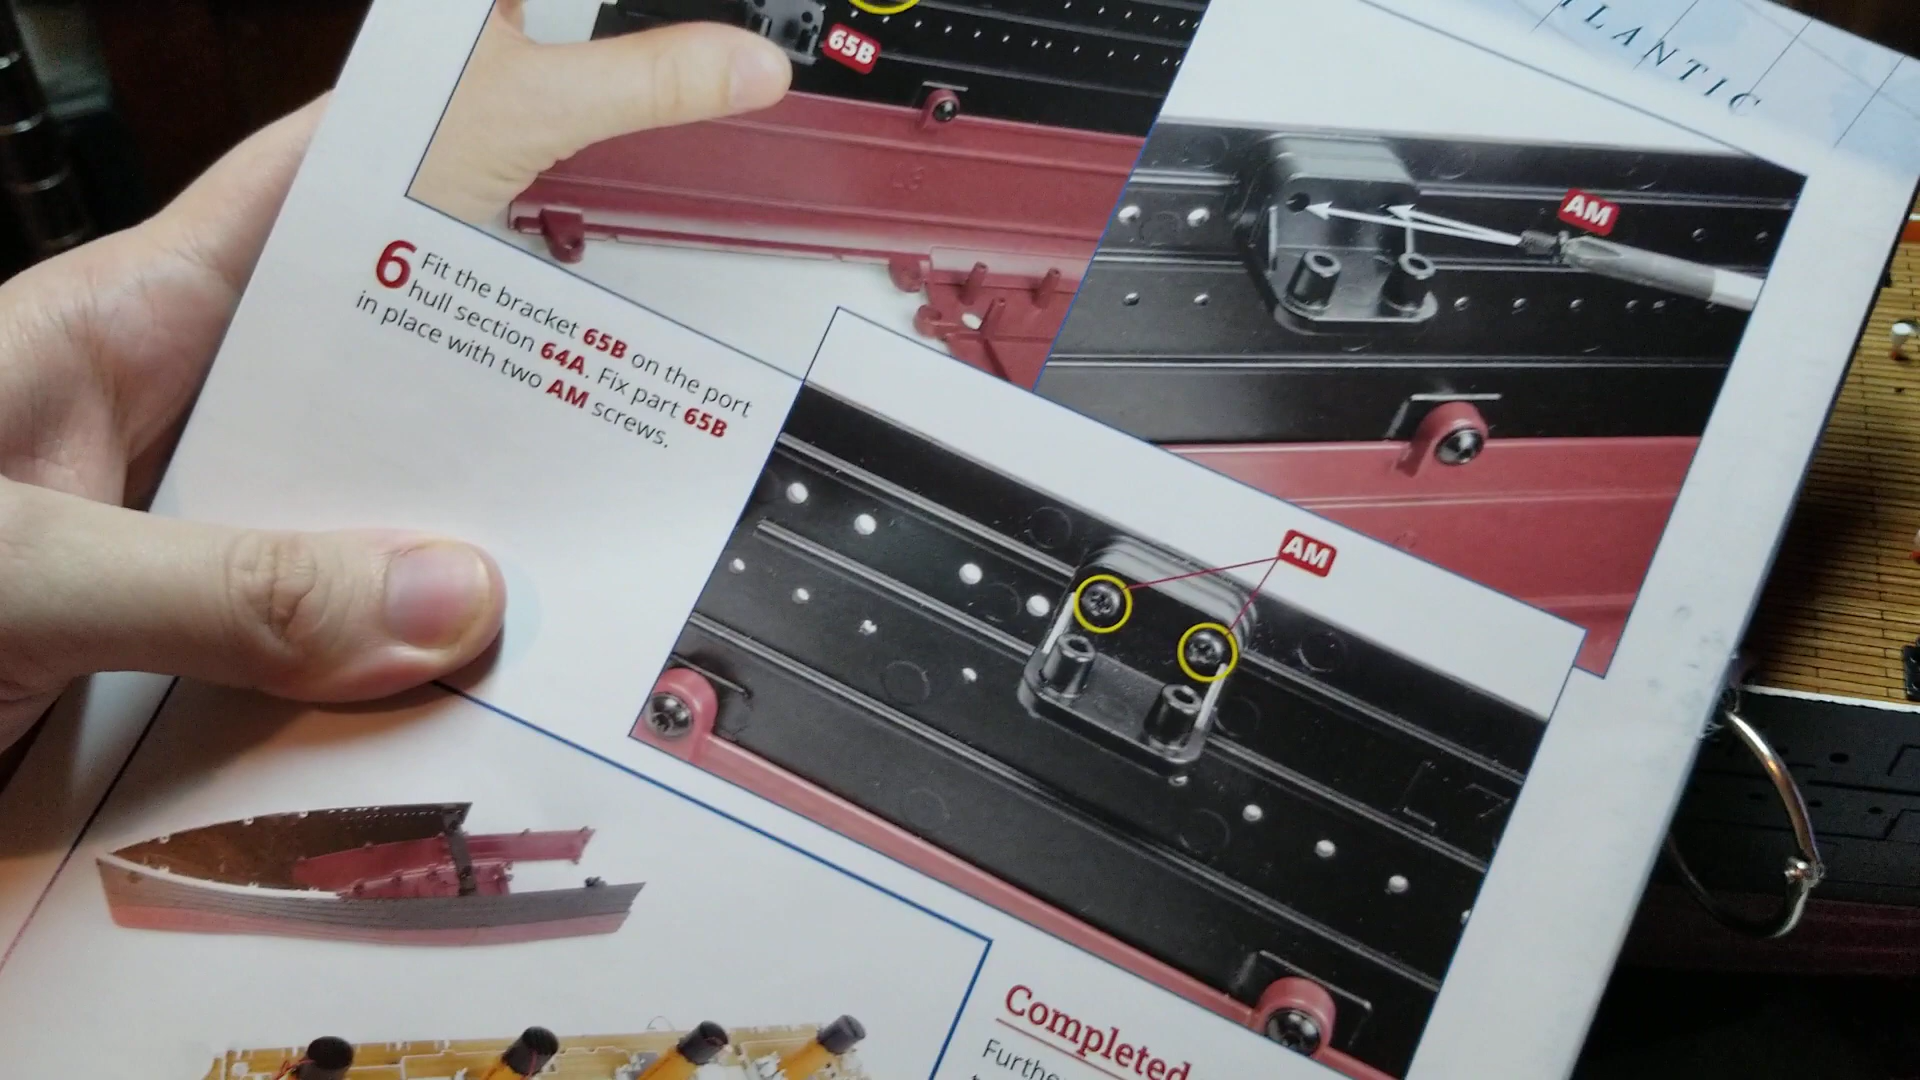 65B
TLANTIC
AM
6 Fit the bracket 65B on the port
hull section 64A. Fix part 65B
in place with two AM screws.
AM
Completed